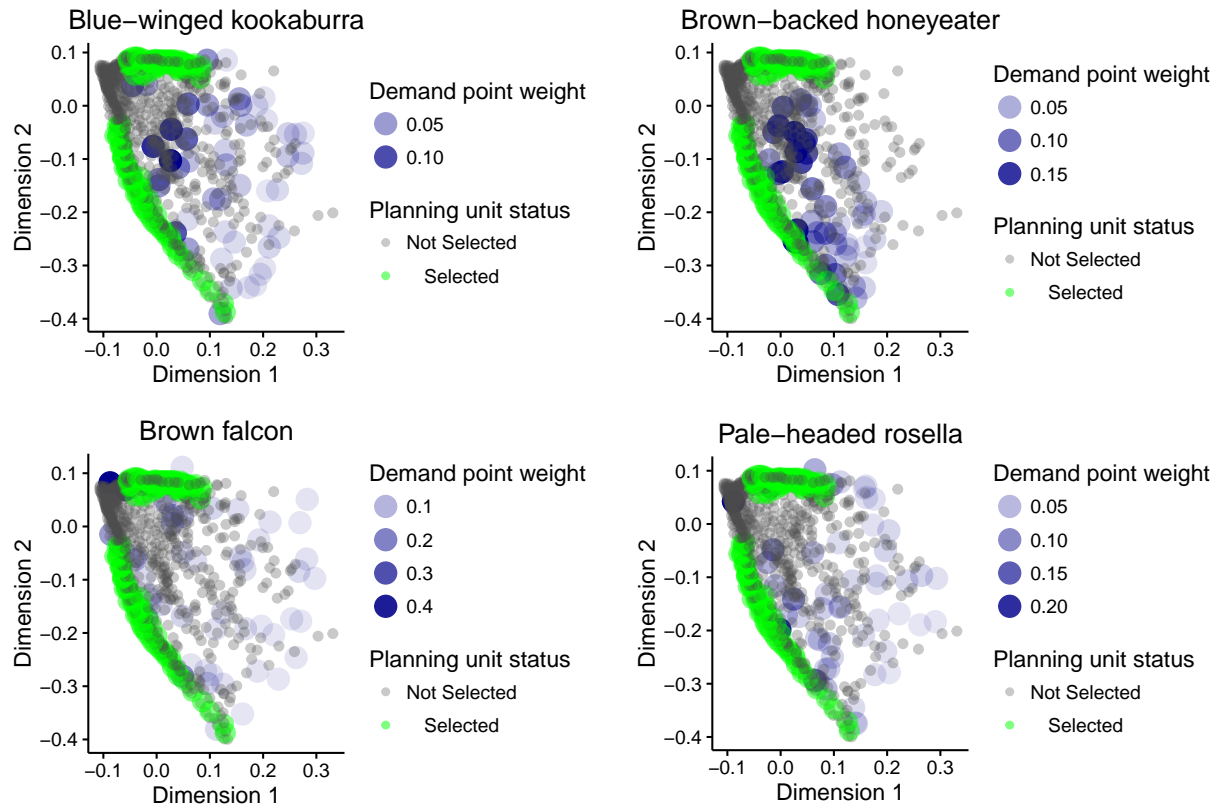 Blue−winged kookaburra
0.1
0.0
−0.1
−0.2
−0.3
−0.4
Dimension 2
−0.1 0.0 0.1 0.2 0.3
Dimension 1
Demand point weight
0.05
0.10
Planning unit status
Not Selected
Selected
Brown−backed honeyeater
0.1
0.0
−0.1
−0.2
−0.3
−0.4
Dimension 2
−0.1 0.0 0.1 0.2 0.3
Dimension 1
Demand point weight
0.05
0.10
0.15
Planning unit status
Not Selected
Selected
Brown falcon
0.1
0.0
−0.1
−0.2
−0.3
−0.4
Dimension 2
−0.1 0.0 0.1 0.2 0.3
Dimension 1
Demand point weight
0.1
0.2
0.3
0.4
Planning unit status
Not Selected
Selected
Pale−headed rosella
0.1
0.0
−0.1
−0.2
−0.3
−0.4
Dimension 2
−0.1 0.0 0.1 0.2 0.3
Dimension 1
Demand point weight
0.05
0.10
0.15
0.20
Planning unit status
Not Selected
Selected